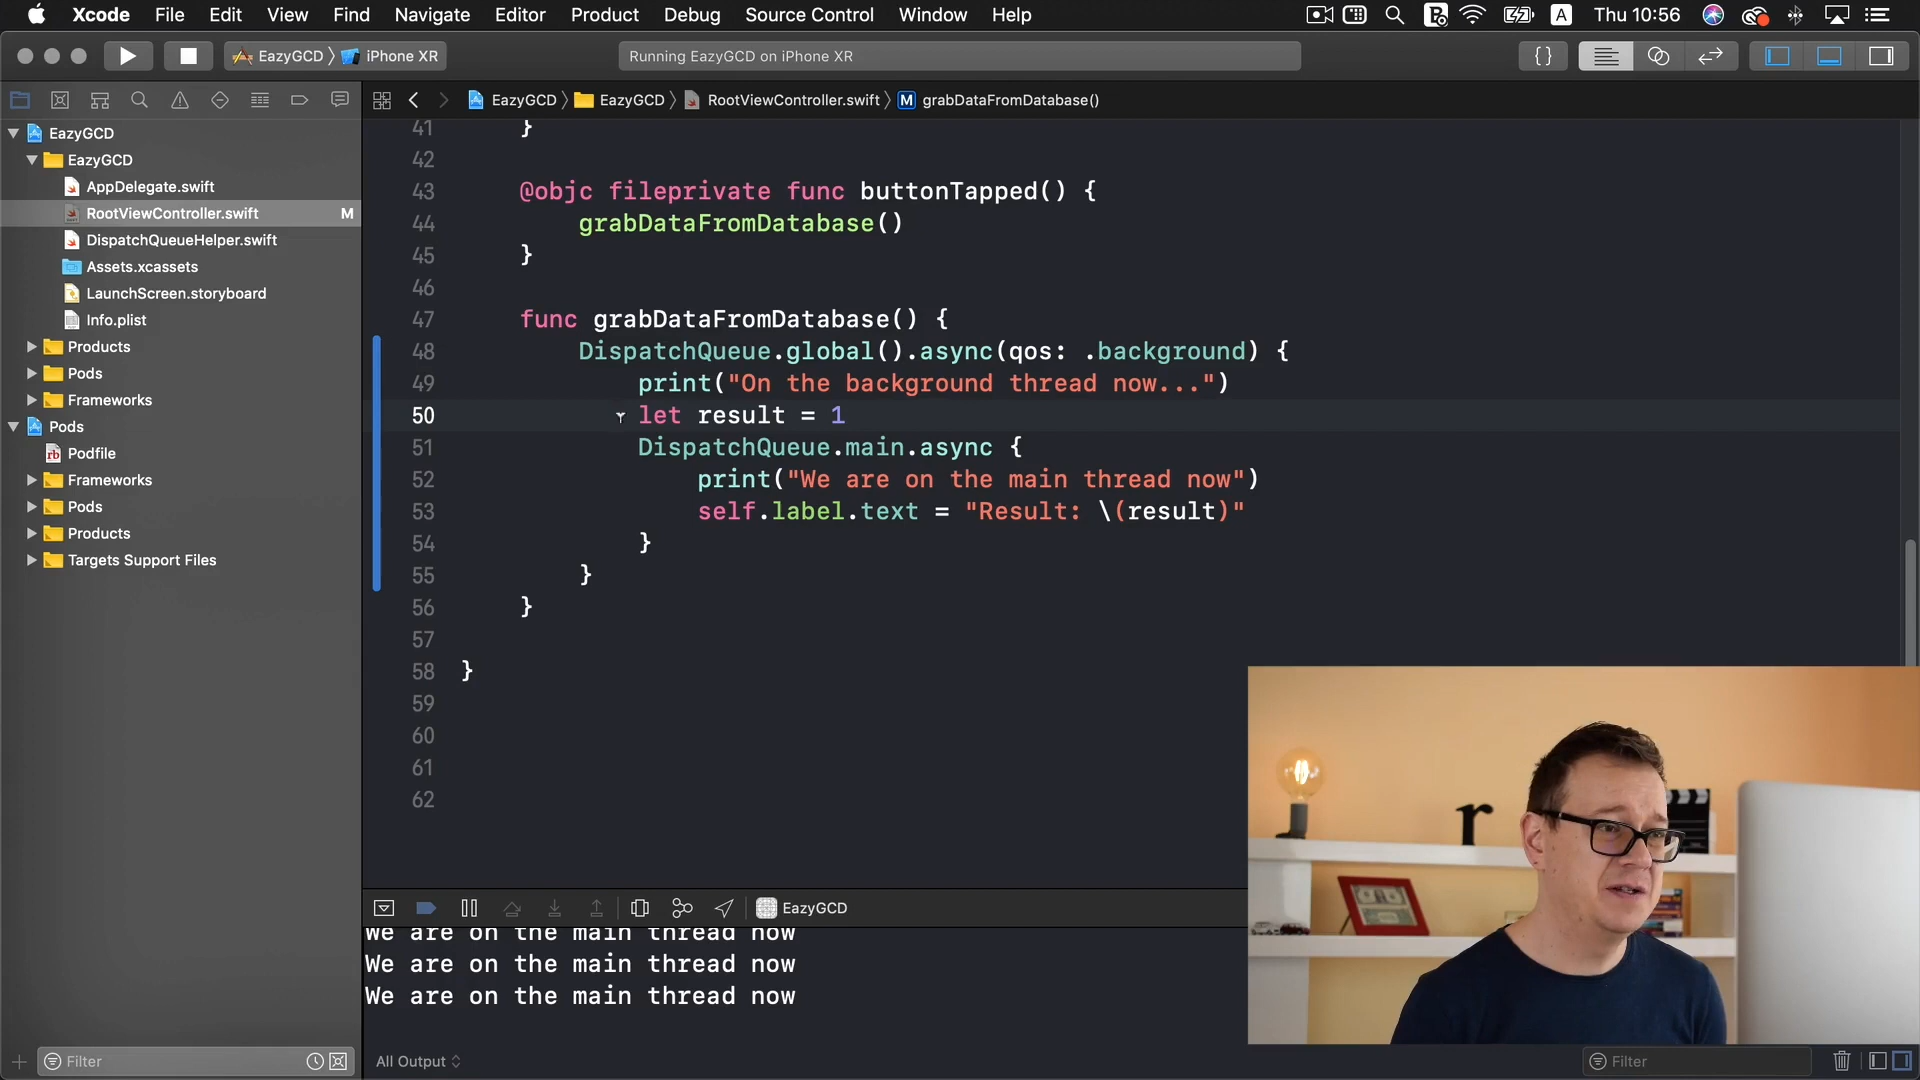 Xcode File Edit View Find Navigate Editor Product Debug Source Control Window Help A Thu 10:56
EazyGCD iPhone XR Running EazyGCD on iPhone XR {}
EazyGCD EazyGCD RootViewController.swift M grabDataFromDatabase()
EazyGCD
EazyGCD
AppDelegate.swift
RootViewController.swift M
DispatchQueueHelper.swift
Assets.xcassets
LaunchScreen.storyboard
Info.plist
Products
Pods
Frameworks
Pods
rb Podfile
Frameworks
Pods
Products
Targets Support Files
Filter
41 }
42
43 @objc fileprivate func buttonTapped() {
44 grabDataFromDatabase()
45 }
46
47 func grabDataFromDatabase() {
48 DispatchQueue.global().async(qos: .background) {
49 print("On the background thread now...")
50 let result = 1
51 DispatchQueue.main.async {
52 print("We are on the main thread now")
53 self.label.text = "Result: \(result)"
54 }
55 }
56 }
57
58 }
59
60
61
62
EazyGCD
We are on the main thread now
We are on the main thread now
We are on the main thread now
All Output
Filter
r